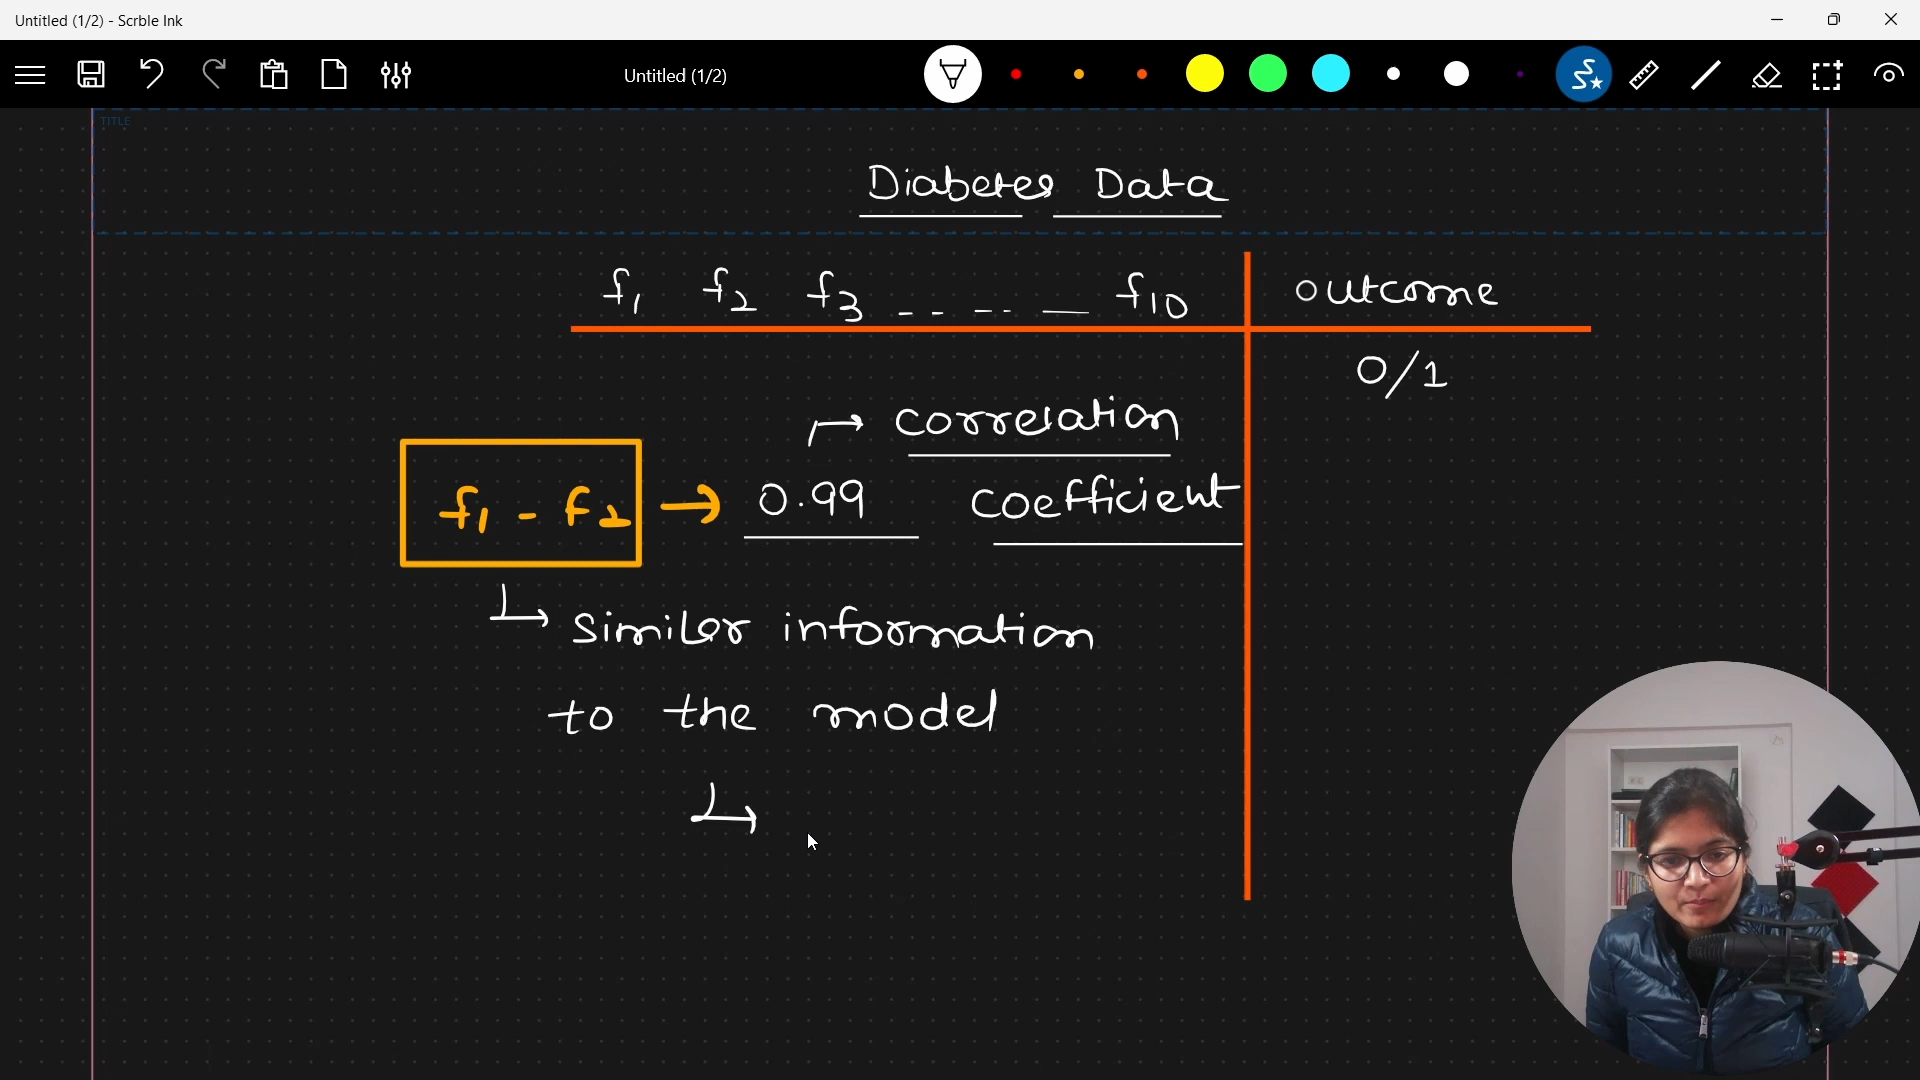 Untitled (1/2) - Scrble Ink
Untitled (1/2)
TITLE
Diabetes Data
f1 f2 f3 -- -- — f10 outcome
0/1
↱ correlation
f1 - f2 → 0.99 coefficient
↳ similer information
to the model
↳